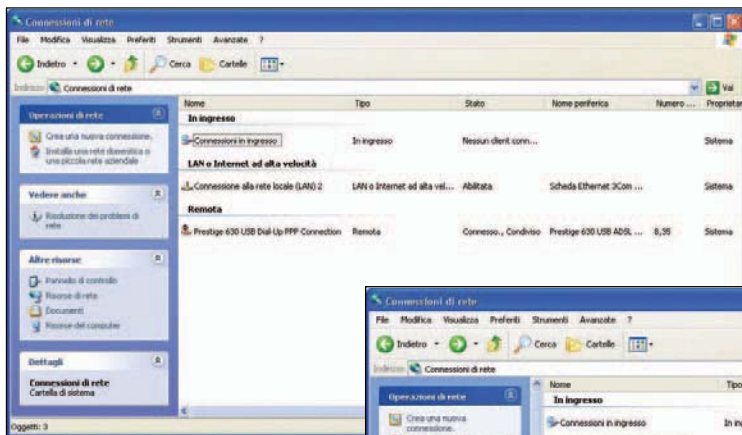 Connessioni di rete
File Modifica Visualizza Preferiti Strumenti Avanzate ?
Indietro Cerca Cartelle
Indirizzo Connessioni di rete Vai
Operazioni di rete
Crea una nuova connessione.
Installa una rete domestica o
una piccola rete aziendale
Vedere anche
Risoluzione dei problemi di
rete
Altre risorse
Pannello di controllo
Risorse di rete
Documenti
Risorse del computer
Dettagli
Connessioni di rete
Cartella di sistema
Oggetti: 3
Nome Tipo Stato Nome periferica Numero ... Proprietar
In ingresso
Connessioni in ingresso In ingresso Nessun client conn... Sistema
LAN o Internet ad alta velocità
Connessione alla rete locale (LAN) 2 LAN o Internet ad alta vel... Abilitata Scheda Ethernet 3Com ... Sistema
Remota
Prestige 630 USB Dial-Up PPP Connection Remota Connesso., Condiviso Prestige 630 USB ADSL ... 8,35 Sistema
Connessioni di rete
File Modifica Visualizza Preferiti Strumenti Avanzate ?
Indietro Cerca Cartelle
Indirizzo Connessioni di rete
Operazioni di rete
Crea una nuova
connessione.
Nome Tipo
In ingresso
Connessioni in ingresso In ing